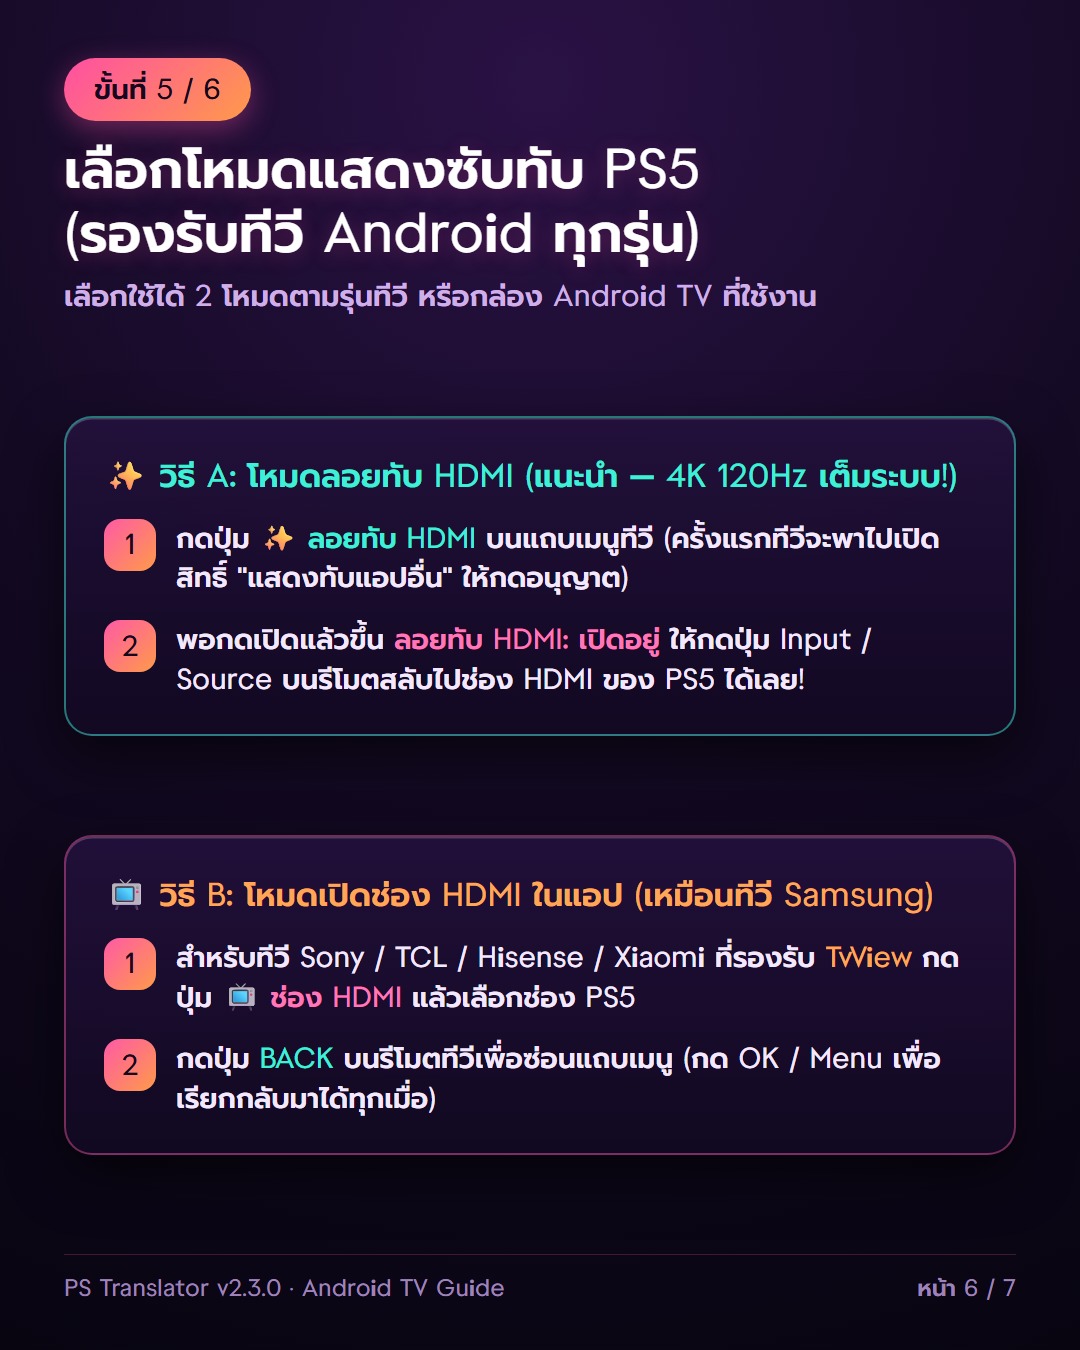 ขั้นที่ 5 / 6
เลือกโหมดแสดงซับทับ PS5
(รองรับทีวี Android ทุกรุ่น)
เลือกใช้ได้ 2 โหมดตามรุ่นทีวี หรือกล่อง Android TV ที่ใช้งาน
✨ วิธี A: โหมดลอยทับ HDMI (แนะนำ — 4K 120Hz เต็มระบบ!)
1 กดปุ่ม ✨ ลอยทับ HDMI บนแถบเมนูทีวี (ครั้งแรกทีวีจะพาไปเปิด
สิทธิ์ "แสดงทับแอปอื่น" ให้กดอนุญาต)
2 พอกดเปิดแล้วขึ้น ลอยทับ HDMI: เปิดอยู่ ให้กดปุ่ม Input /
Source บนรีโมตสลับไปช่อง HDMI ของ PS5 ได้เลย!
📺 วิธี B: โหมดเปิดช่อง HDMI ในแอป (เหมือนทีวี Samsung)
1 สำหรับทีวี Sony / TCL / Hisense / Xiaomi ที่รองรับ TvView กด
ปุ่ม 📺 ช่อง HDMI แล้วเลือกช่อง PS5
2 กดปุ่ม BACK บนรีโมตทีวีเพื่อซ่อนแถบเมนู (กด OK / Menu เพื่อ
เรียกกลับมาได้ทุกเมื่อ)
PS Translator v2.3.0 · Android TV Guide
หน้า 6 / 7